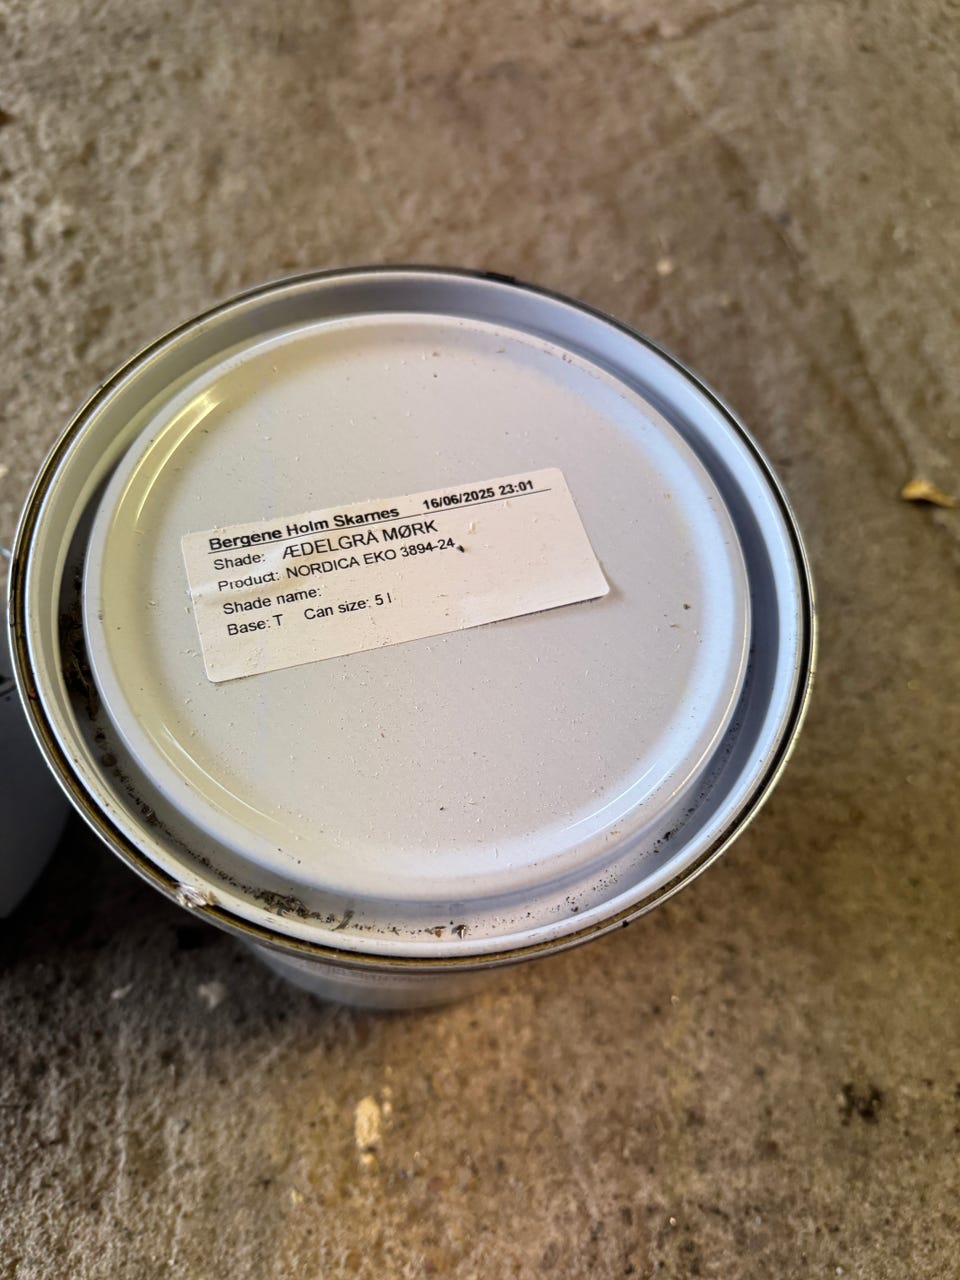 Bergene Holm Skarnes 16/06/2025 23:01
Shade: ÆDELGRÅ MØRK
Product: NORDICA EKO 3894-24
Shade name:
Base: T Can size: 5 l